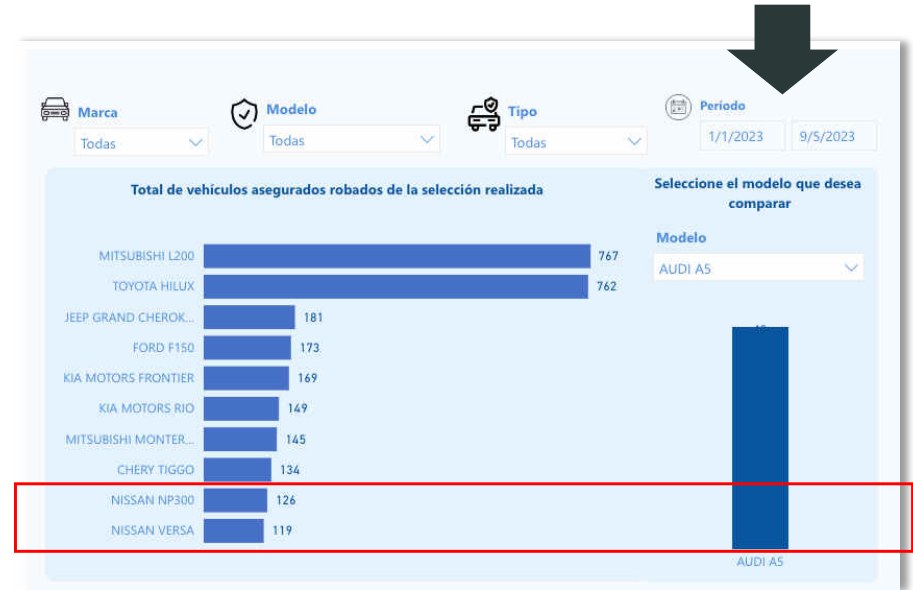 Marca
Todas
Modelo
Todas
Tipo
Todas
Período
1/1/2023 9/5/2023
Total de vehículos asegurados robados de la selección realizada
MITSUBISHI L200 767
TOYOTA HILUX 762
JEEP GRAND CHEROK... 181
FORD F150 173
KIA MOTORS FRONTIER 169
KIA MOTORS RIO 149
MITSUBISHI MONTER... 145
CHERY TIGGO 134
NISSAN NP300 126
NISSAN VERSA 119
Seleccione el modelo que desea
comparar
Modelo
AUDI A5
AUDI A5